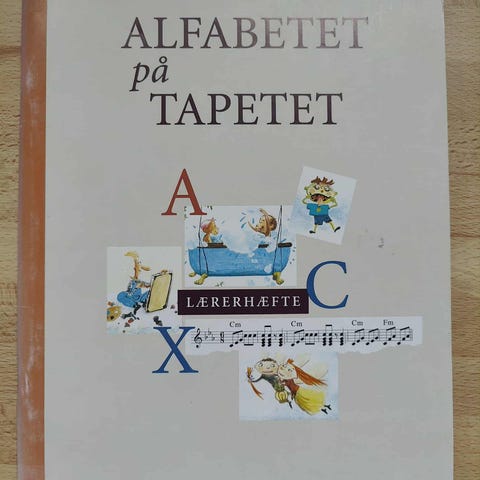 ALFABETET
på
TAPETET
A
LÆRERHÆFTE
C
Cm Cm Cm Fm
X